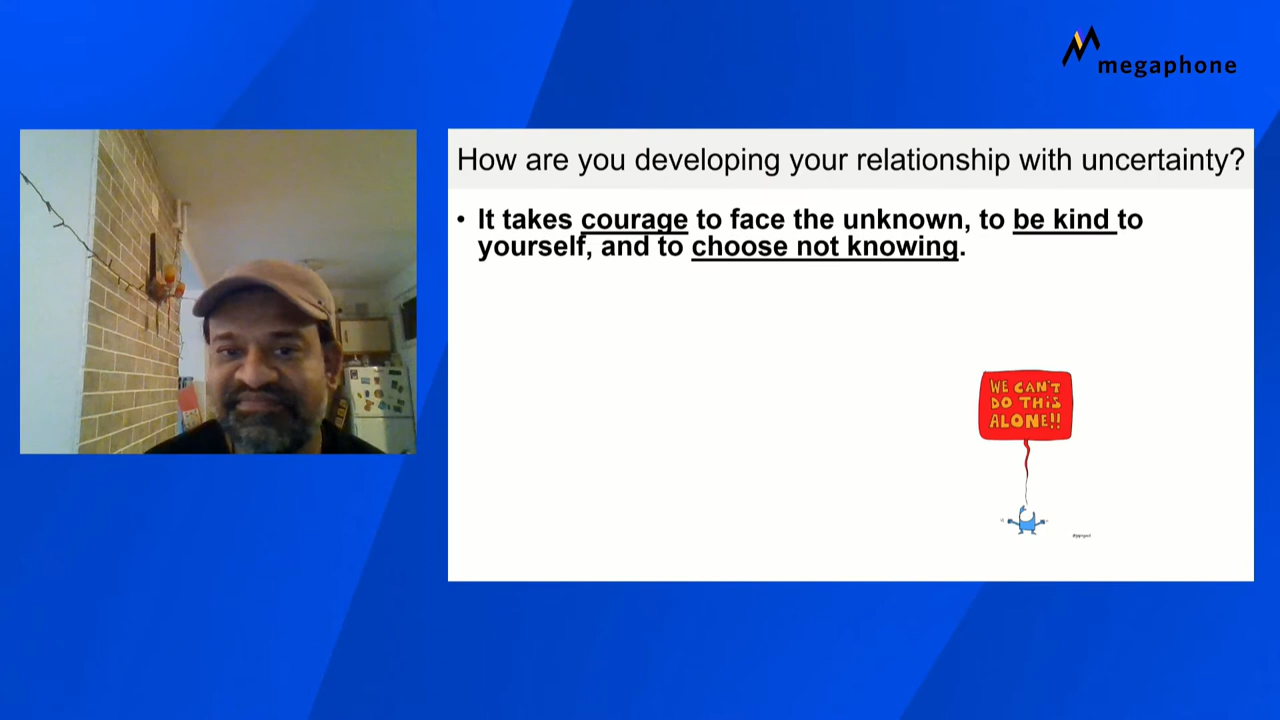 megaphone
How are you developing your relationship with uncertainty?
• It takes courage to face the unknown, to be kind to
yourself, and to choose not knowing.
WE CAN'T
DO THiS
ALONE!!